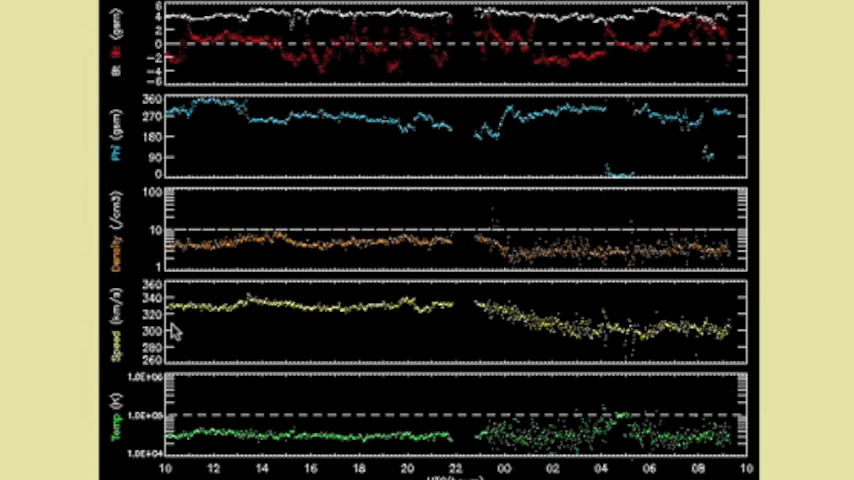 Bt Bz (gsm)
6
4
2
0
-2
-4
-6
Phi (gsm)
360
270
180
90
0
Density (/cm3)
100
10
1
Speed (km/s)
360
340
320
300
280
260
Temp (K)
1.0E+06
1.0E+05
1.0E+04
10 12 14 16 18 20 22 00 02 04 06 08 10